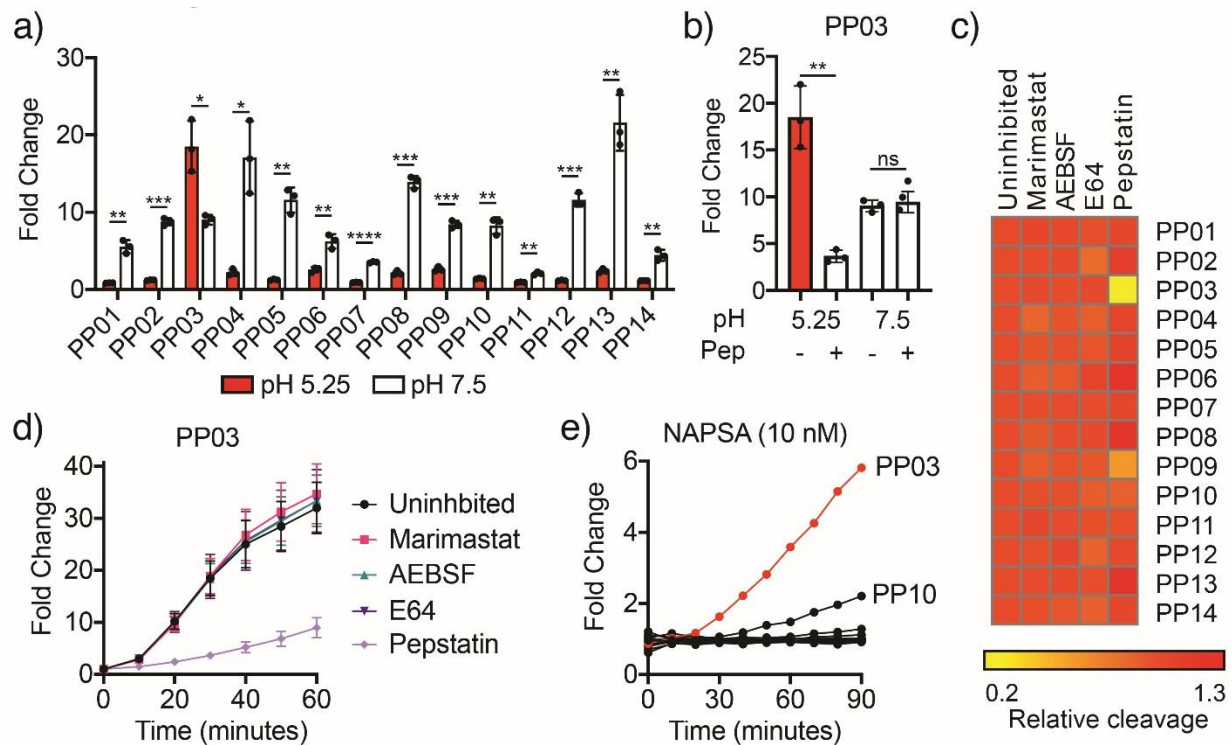 a)
30
20
10
0
Fold Change
**
***
*
*
**
**
****
***
***
**
**
***
**
**
PP01
PP02
PP03
PP04
PP05
PP06
PP07
PP08
PP09
PP10
PP11
PP12
PP13
PP14
pH 5.25
pH 7.5
b)
PP03
25
20
15
10
5
0
Fold Change
**
ns
pH 5.25 7.5
Pep - + - +
c)
Uninhibited
Marimastat
AEBSF
E64
Pepstatin
PP01
PP02
PP03
PP04
PP05
PP06
PP07
PP08
PP09
PP10
PP11
PP12
PP13
PP14
0.2 1.3
Relative cleavage
d)
PP03
40
30
20
10
0
Fold Change
0 20 40 60
Time (minutes)
Uninhbited
Marimastat
AEBSF
E64
Pepstatin
e)
NAPSA (10 nM)
6
4
2
0
Fold Change
PP03
PP10
0 30 60 90
Time (minutes)